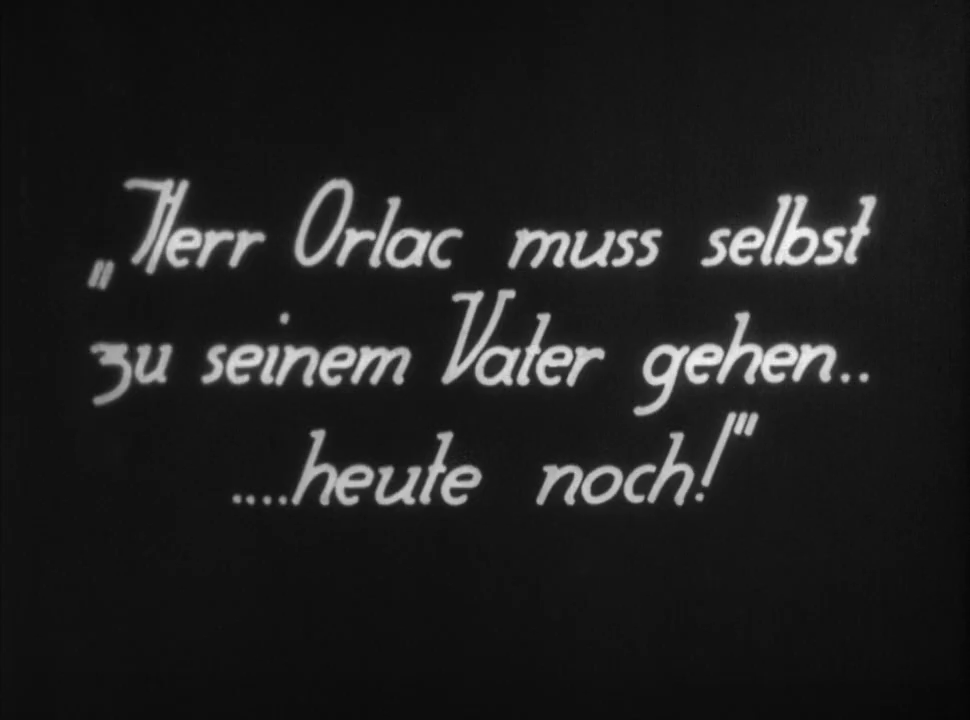 „Herr Orlac muss selbst
zu seinem Vater gehen..
....heute noch!"